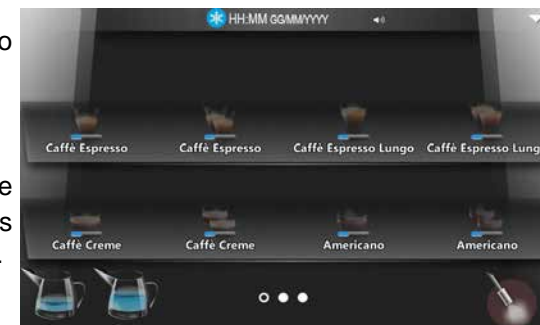 o
HH:MM GG/MM/YYYY
Caffè Espresso Caffè Espresso Caffè Espresso Lungo Caffè Espresso Lung
e
s
Caffè Creme Caffè Creme Americano Americano
.